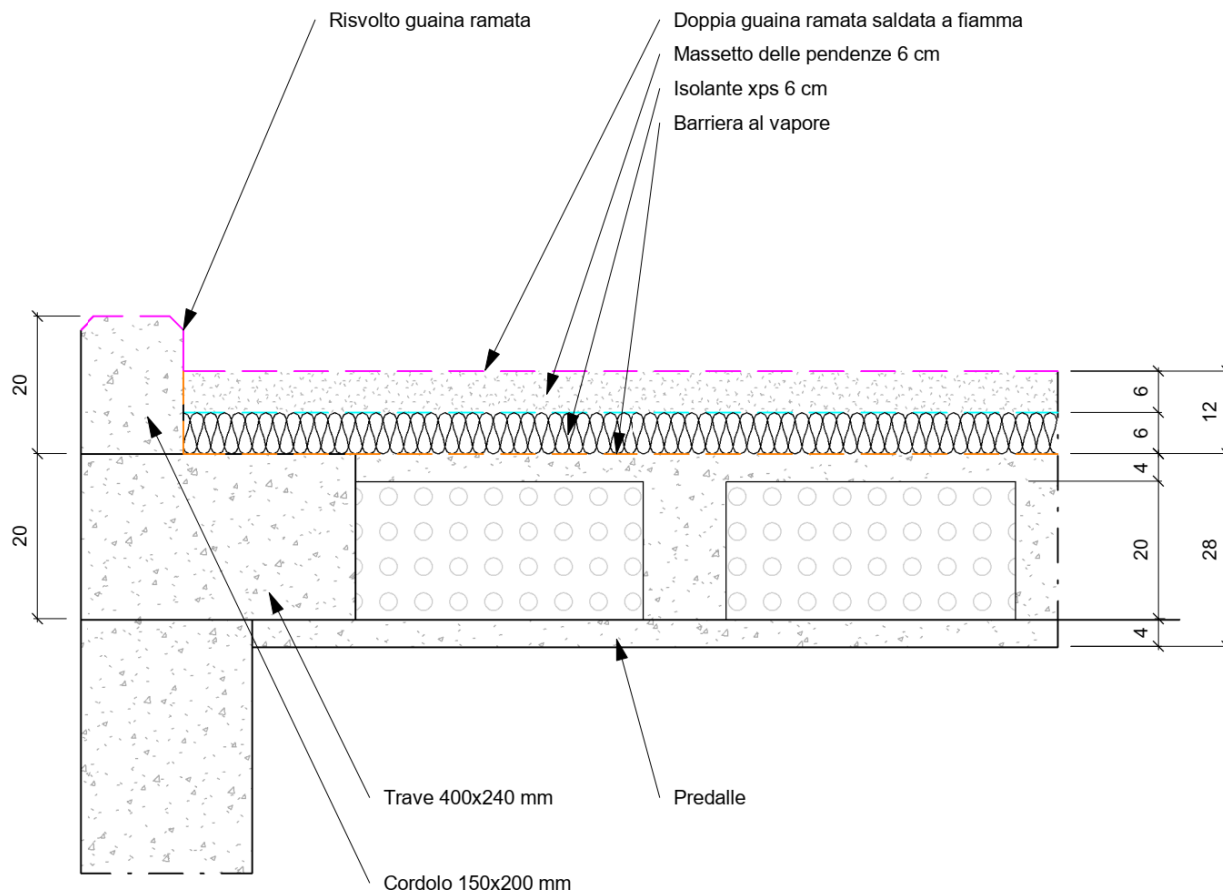 Risvolto guaina ramata
Doppia guaina ramata saldata a fiamma
Massetto delle pendenze 6 cm
Isolante xps 6 cm
Barriera al vapore
20
20
6
6
4
20
4
12
28
Trave 400x240 mm
Predalle
Cordolo 150x200 mm